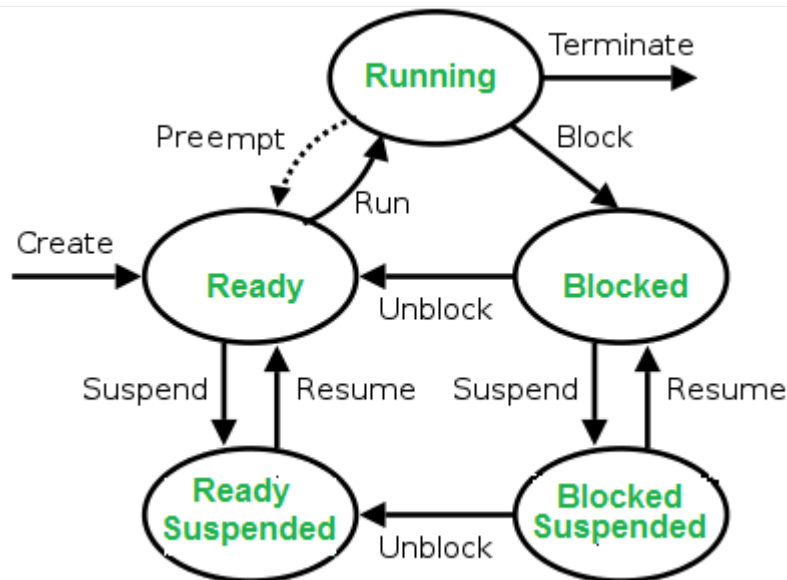 Terminate
Running
Preempt
Block
Run
Create
Ready
Blocked
Unblock
Suspend
Resume
Suspend
Resume
Ready
Suspended
Blocked
Suspended
Unblock